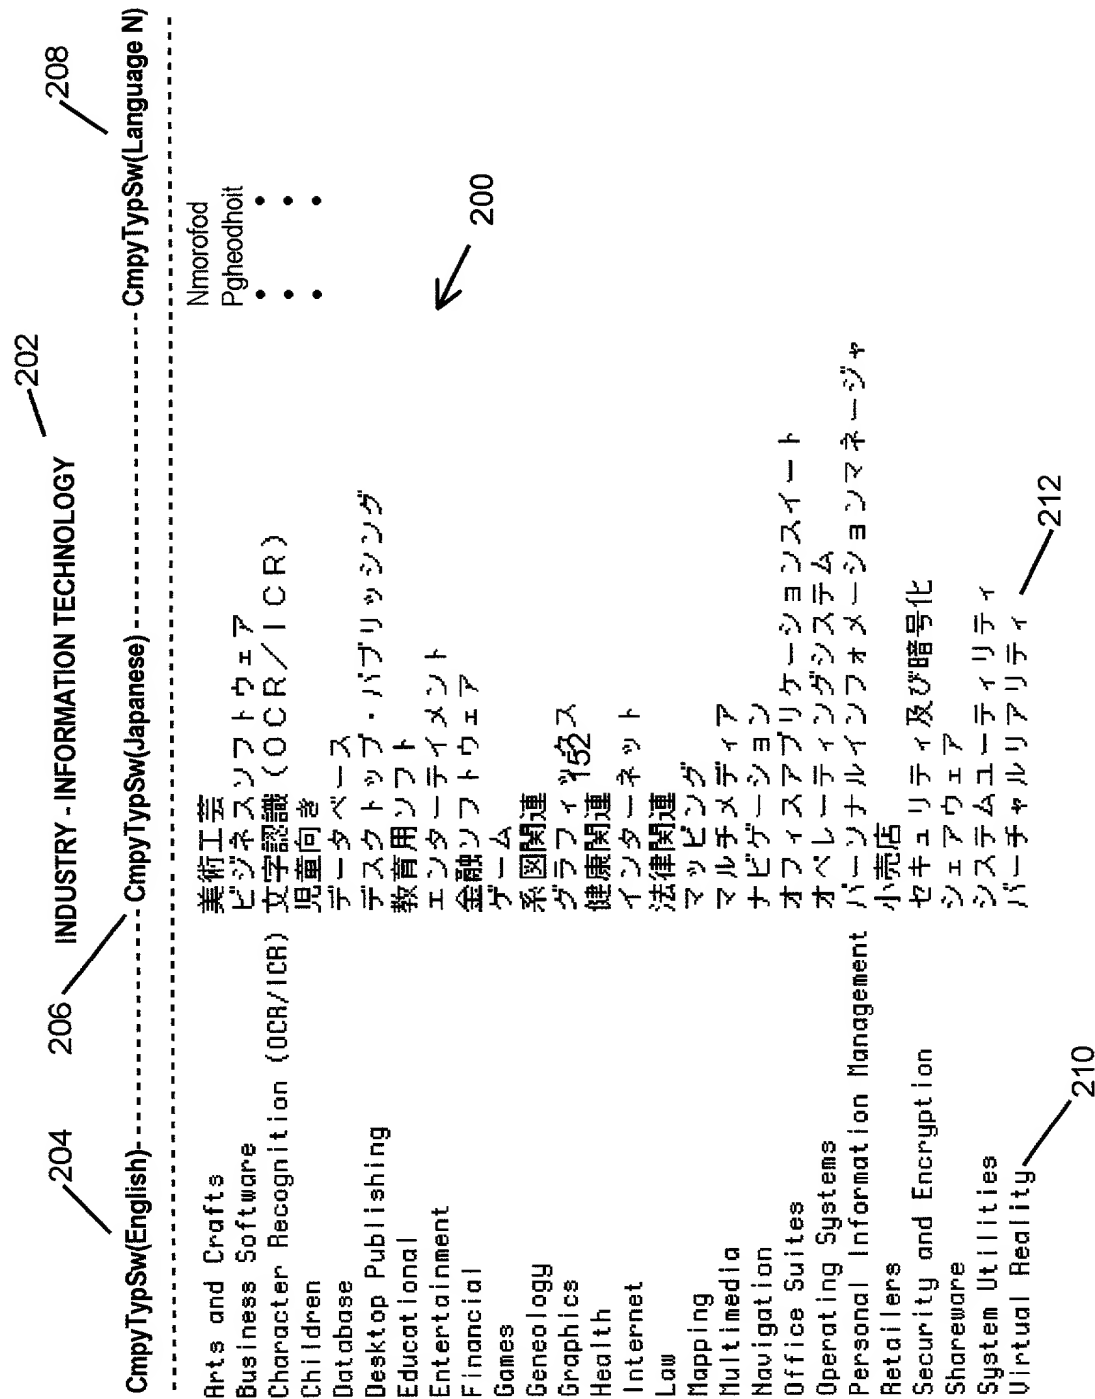 202
INDUSTRY - INFORMATION TECHNOLOGY
204
206
208
CmpyTypSw(English)------CmpyTypSw(Japanese)------CmpyTypSw(Language N)
Arts and Crafts 美術工芸 Nmorofod
Business Software ビジネスソフトウェア Pgheodhoit
Character Recognition (OCR/ICR) 文字認識(OCR/ICR)
Children 児童向き
Database データベース
Desktop Publishing デスクトップ・パブリッシング
Educational 教育用ソフト
Entertainment エンターテイメント
Financial 金融ソフトウェア
Games ゲーム
Geneology 系図関連
Graphics グラフィックス
152
Health 健康関連
Internet インターネット
Law 法律関連
Mapping マッピング
Multimedia マルチメディア
Navigation ナビゲーション
Office Suites オフィスアプリケーションスイート
Operating Systems オペレーティングシステム
Personal Information Management パーソナルインフォメーションマネージャ
Retailers 小売店
Security and Encryption セキュリティ及び暗号化
Shareware シェアウェア
System Utilities システムユーティリティ
Virtual Reality バーチャルリアリティ
200
210
212